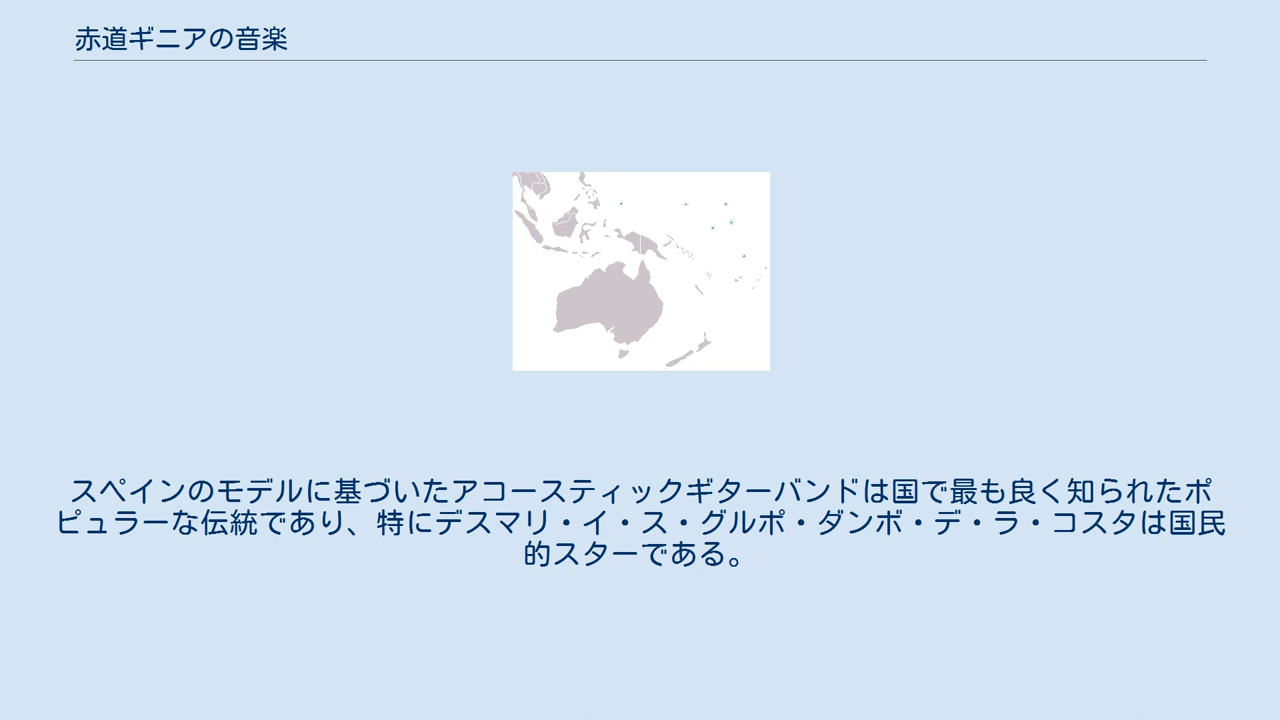 赤道ギニアの音楽
スペインのモデルに基づいたアコースティックギターバンドは国で最も良く知られたポ
ピュラーな伝統であり、特にデスマリ・イ・ス・グルポ・ダンボ・デ・ラ・コスタは国民
的スターである。